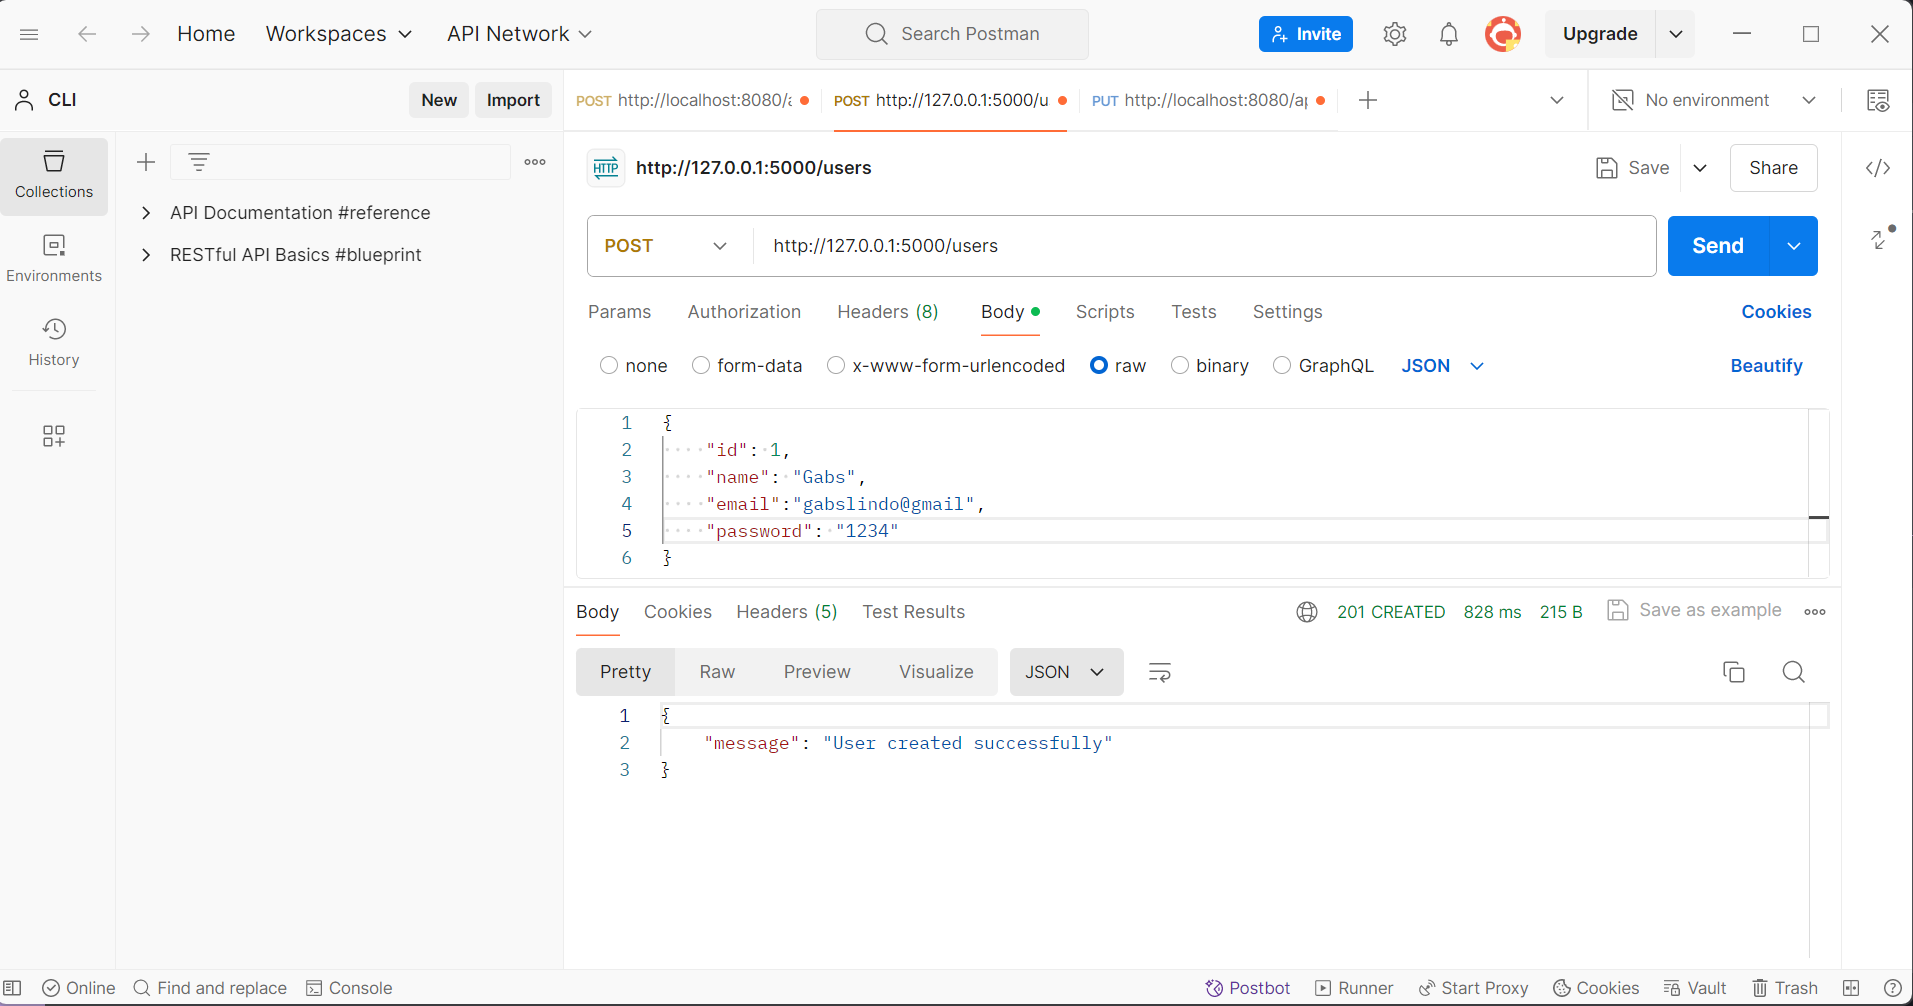 Home Workspaces API Network Search Postman Invite Upgrade
CLI New Import
POST http://localhost:8080/a POST http://127.0.0.1:5000/u PUT http://localhost:8080/ap No environment
Collections
Environments
History
API Documentation #reference
RESTful API Basics #blueprint
HTTP http://127.0.0.1:5000/users Save Share
POST http://127.0.0.1:5000/users Send
Params Authorization Headers (8) Body Scripts Tests Settings Cookies
none form-data x-www-form-urlencoded raw binary GraphQL JSON Beautify
1 {
2 "id": 1,
3 "name": "Gabs",
4 "email":"gabslindo@gmail",
5 "password": "1234"
6 }
Body Cookies Headers (5) Test Results 201 CREATED 828 ms 215 B Save as example
Pretty Raw Preview Visualize JSON
1 {
2 "message": "User created successfully"
3 }
Online Find and replace Console Postbot Runner Start Proxy Cookies Vault Trash